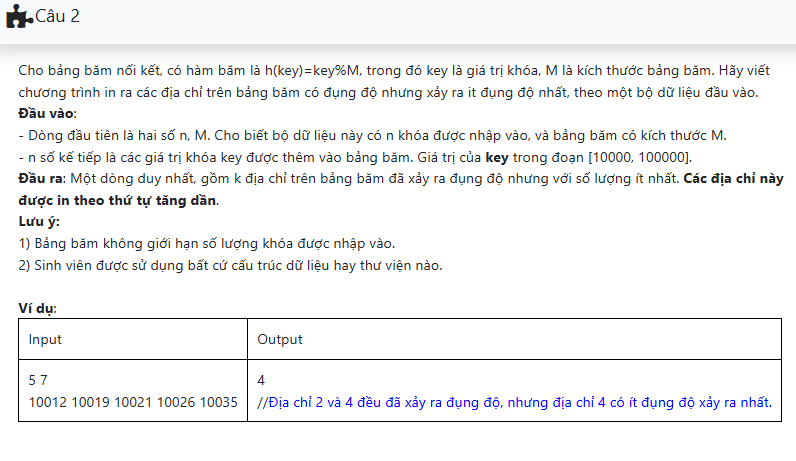 Câu 2
Cho bảng băm nối kết, có hàm băm là h(key)=key%M, trong đó key là giá trị khóa, M là kích thước bảng băm. Hãy viết
chương trình in ra các địa chỉ trên bảng băm có đụng độ nhưng xảy ra it đụng độ nhất, theo một bộ dữ liệu đầu vào.
Đầu vào:
- Dòng đầu tiên là hai số n, M. Cho biết bộ dữ liệu này có n khóa được nhập vào, và bảng băm có kích thước M.
- n số kế tiếp là các giá trị khóa key được thêm vào bảng băm. Giá trị của key trong đoạn [10000, 100000].
Đầu ra: Một dòng duy nhất, gồm k địa chỉ trên bảng băm đã xảy ra đụng độ nhưng với số lượng ít nhất. Các địa chỉ này
được in theo thứ tự tăng dần.
Lưu ý:
1) Bảng băm không giới hạn số lượng khóa được nhập vào.
2) Sinh viên được sử dụng bất cứ cấu trúc dữ liệu hay thư viện nào.
Ví dụ:
Input
Output
5 7
10012 10019 10021 10026 10035
4
//Địa chỉ 2 và 4 đều đã xảy ra đụng độ, nhưng địa chỉ 4 có ít đụng độ xảy ra nhất.